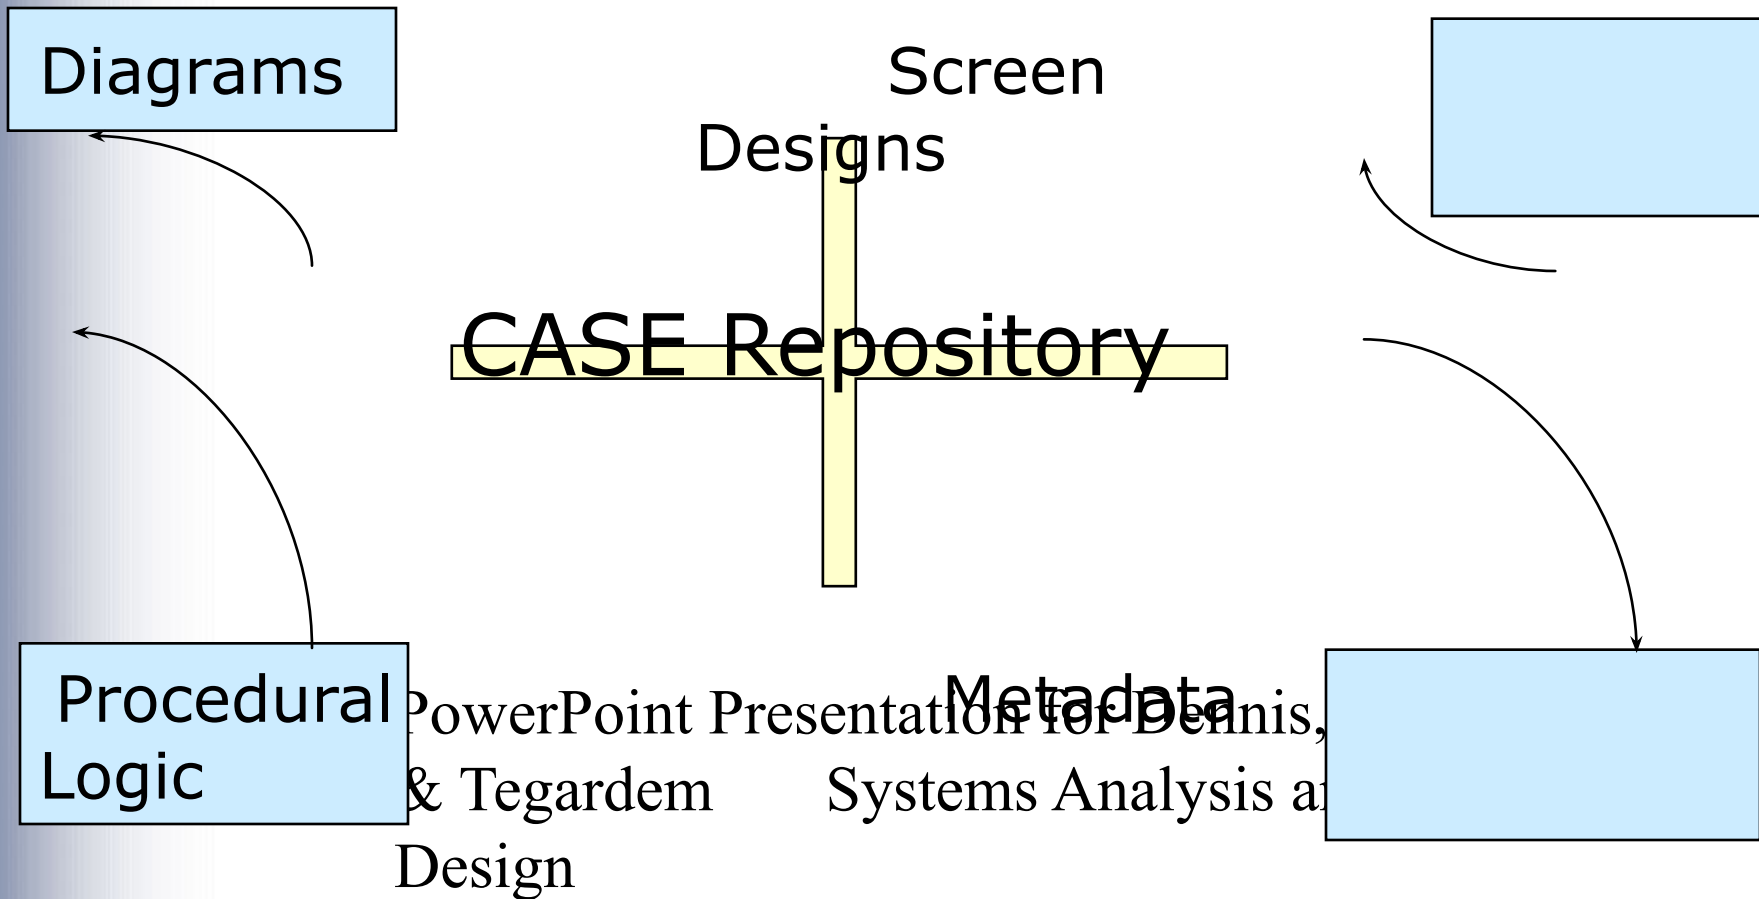 Diagrams
Screen
Designs
CASE Repository
Procedural
Logic
Metadata
PowerPoint Presentation for Dennis,
& Tegardem Systems Analysis
Design